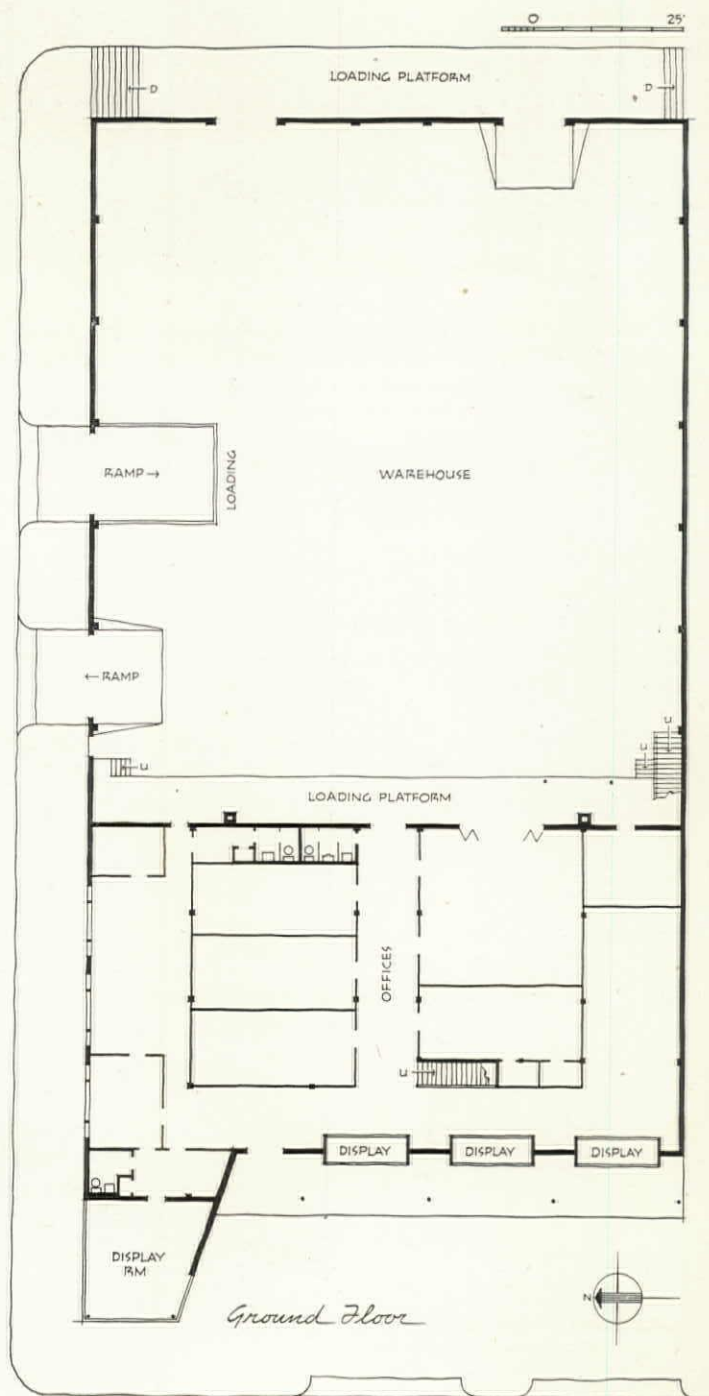 0 25'
LOADING PLATFORM
D
D
RAMP →
LOADING
WAREHOUSE
← RAMP
U
U
U
LOADING PLATFORM
OFFICES
U
DISPLAY
DISPLAY
DISPLAY
DISPLAY
RM
N
Ground Floor